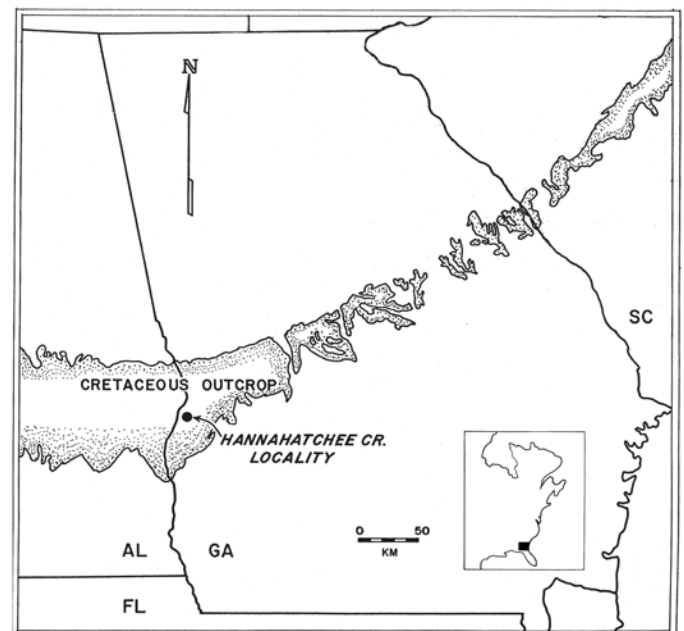 N
SC
CRETACEOUS OUTCROP
HANNAHATCHEE CR.
LOCALITY
0 50
KM
AL GA
FL